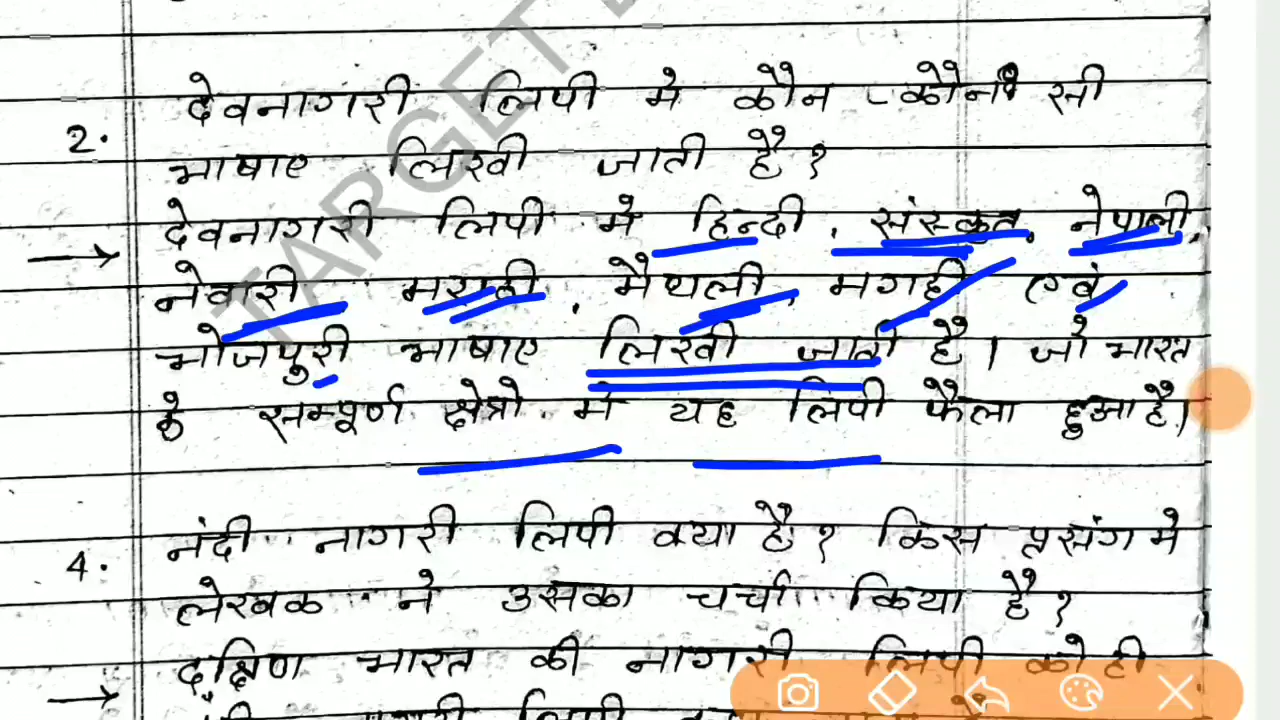 TARGET
देवनागरी लिपी मे कौन - कौन सी
2.
भाषाए लिखी जाती है ?
देवनागरी लिपी मे हिन्दी, संस्कृत, नेपाली,
→
नेवारी मराठी, मैथली, मगही एवं
भोजपुरी भाषाए लिखी जाती है। जो भारत
के सम्पूर्ण क्षेत्रो में यह लिपी फैला हुआ है।
नंदी नागरी लिपी क्या है? किस प्रसंग मे
4.
लेखक ने उसका चर्चा किया है?
दक्षिण भारत की नागरी लिपी को ही
→